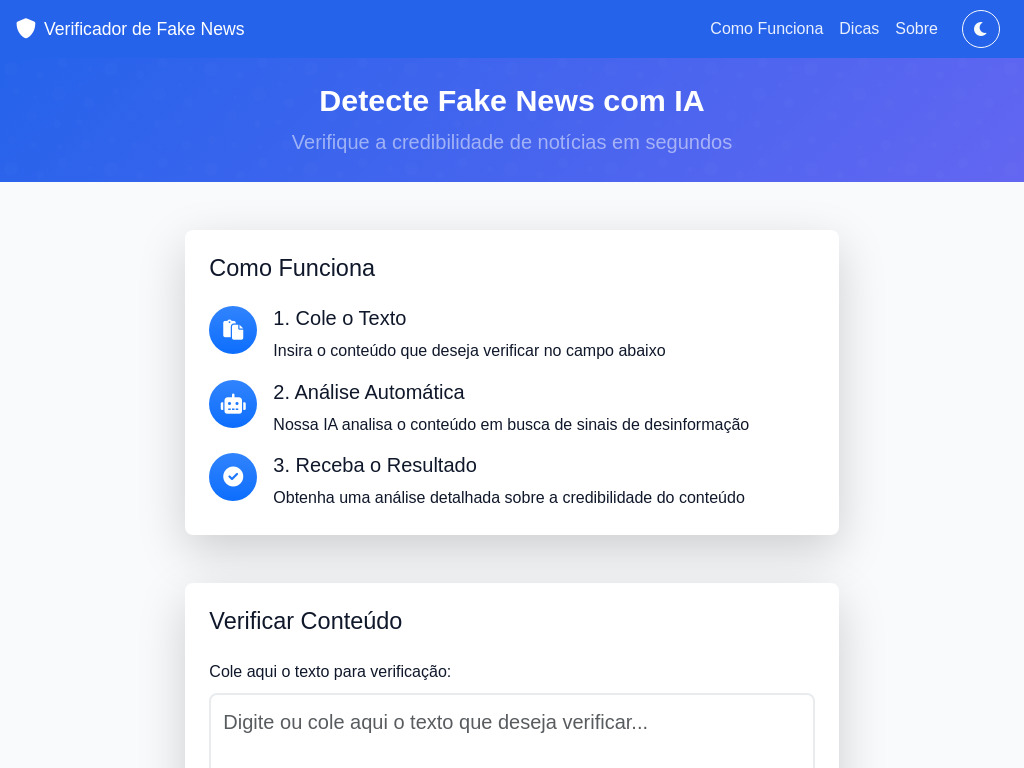 Verificador de Fake News
Como Funciona
Dicas
Sobre
Detecte Fake News com IA
Verifique a credibilidade de notícias em segundos
Como Funciona
1. Cole o Texto
Insira o conteúdo que deseja verificar no campo abaixo
2. Análise Automática
Nossa IA analisa o conteúdo em busca de sinais de desinformação
3. Receba o Resultado
Obtenha uma análise detalhada sobre a credibilidade do conteúdo
Verificar Conteúdo
Cole aqui o texto para verificação:
Digite ou cole aqui o texto que deseja verificar...